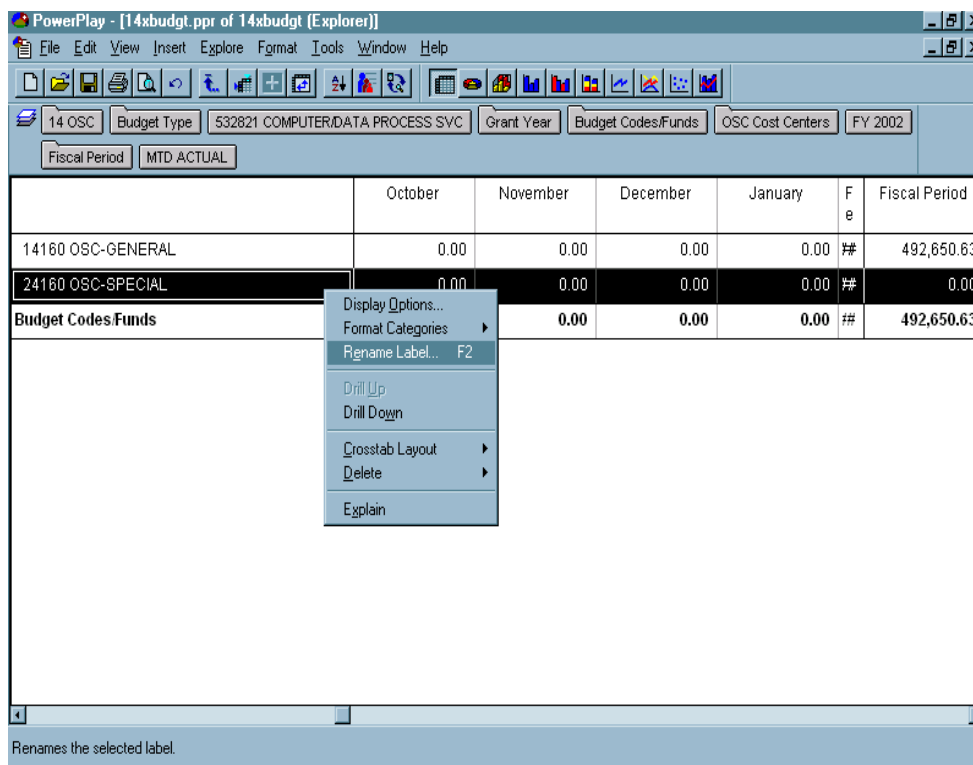 PowerPlay - [14xbudgt.ppr of 14xbudgt (Explorer)]
File Edit View Insert Explore Format Tools Window Help
14 OSC Budget Type 532821 COMPUTER/DATA PROCESS SVC Grant Year Budget Codes/Funds OSC Cost Centers FY 2002
Fiscal Period MTD ACTUAL
October November December January Fe Fiscal Period
14160 OSC-GENERAL 0.00 0.00 0.00 0.00 ## 492,650.63
24160 OSC-SPECIAL 0.00 0.00 0.00 0.00 ## 0.00
Budget Codes/Funds 0.00 0.00 0.00 ## 492,650.63
Display Options...
Format Categories
Rename Label... F2
Drill Up
Drill Down
Crosstab Layout
Delete
Explain
Renames the selected label.